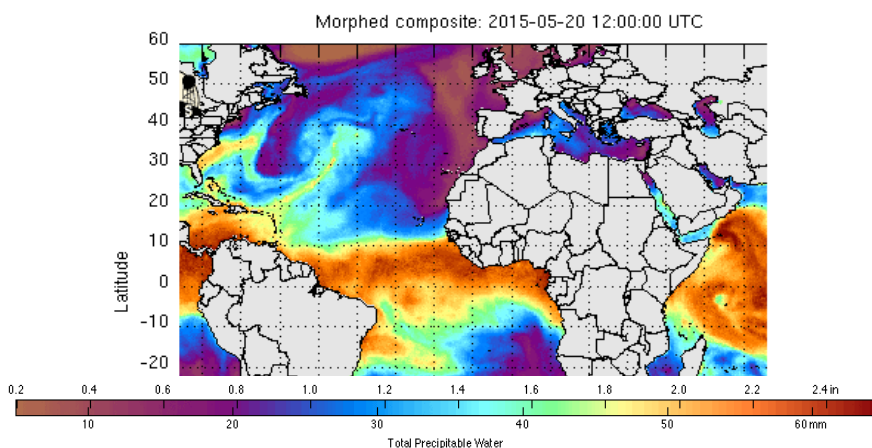 Morphed composite: 2015-05-20 12:00:00 UTC
60
50
40
30
20
10
0
-10
-20
Latitude
0.2 0.4 0.6 0.8 1.0 1.2 1.4 1.6 1.8 2.0 2.2 2.4 in
10 20 30 40 50 60mm
Total Precipitable Water